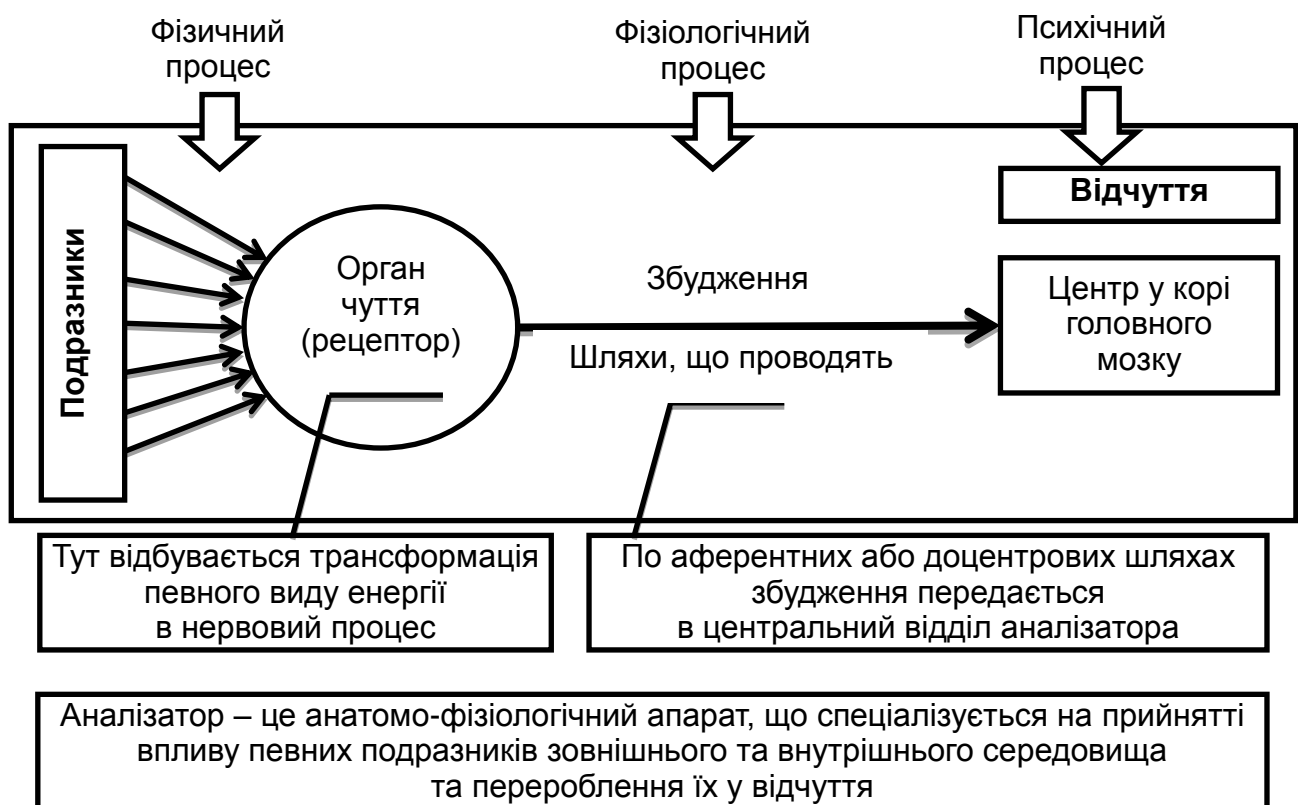 Фізичний
процес
Фізіологічний
процес
Психічний
процес
Подразники
Орган
чуття
(рецептор)
Збудження
Шляхи, що проводять
Відчуття
Центр у корі
головного
мозку
Тут відбувається трансформація
певного виду енергії
в нервовий процес
По аферентних або доцентрових шляхах
збудження передається
в центральний відділ аналізатора
Аналізатор – це анатомо-фізіологічний апарат, що спеціалізується на прийнятті
впливу певних подразників зовнішнього та внутрішнього середовища
та перероблення їх у відчуття